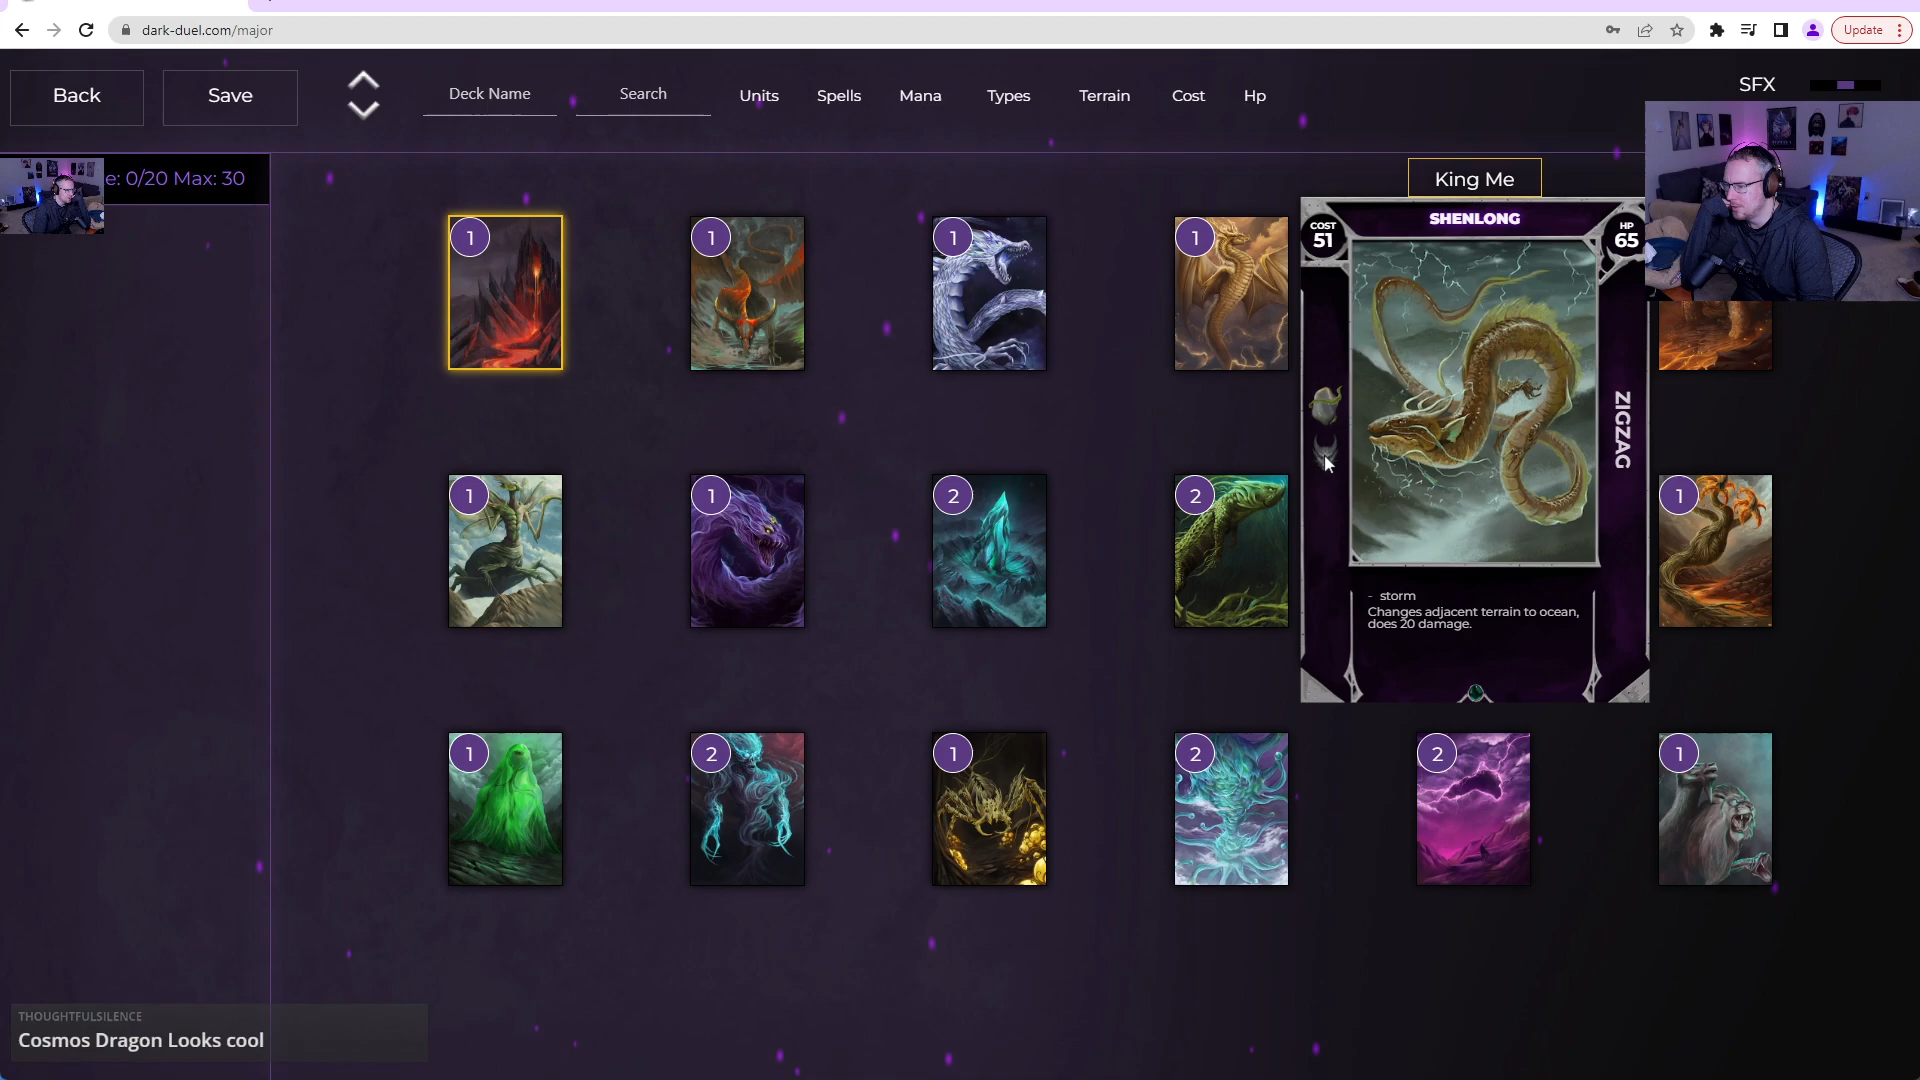 dark-duel.com/major
Update
Back
Save
Deck Name
Search
Units
Spells
Mana
Types
Terrain
Cost
Hp
SFX
e: 0/20 Max: 30
King Me
SHENLONG
COST
51
HP
65
ZIGZAG
- storm
Changes adjacent terrain to ocean,
does 20 damage.
1
1
1
1
1
1
2
2
1
1
2
1
2
2
1
THOUGHTFULSILENCE
Cosmos Dragon Looks cool